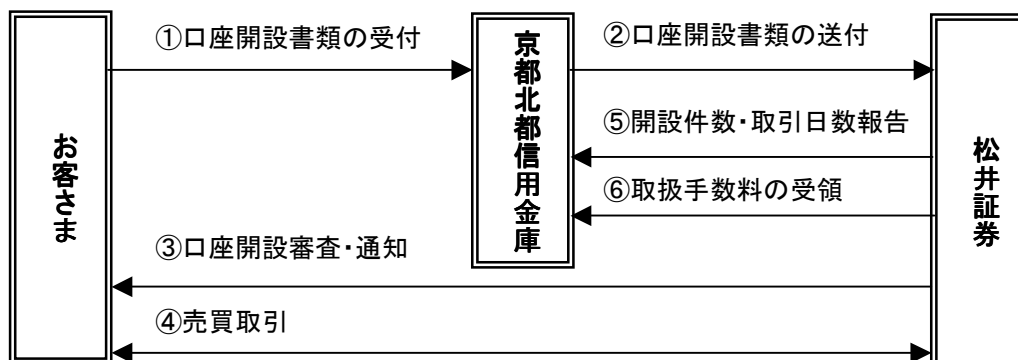 ①口座開設書類の受付
②口座開設書類の送付
京都北都信用金庫
⑤開設件数・取引日数報告
お客さま
松井証券
⑥取扱手数料の受領
③口座開設審査・通知
④売買取引